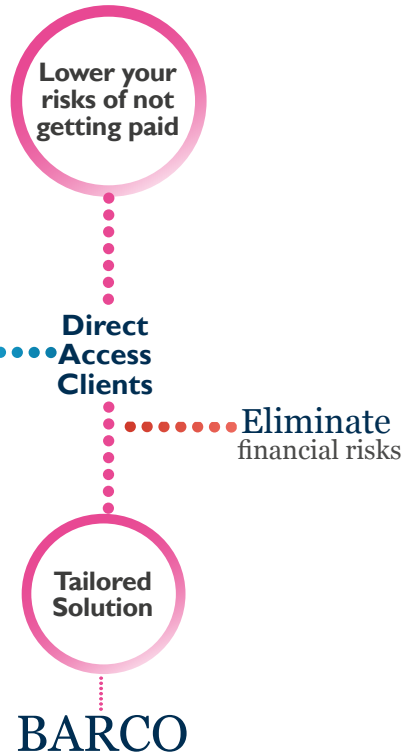 Lower your
risks of not
getting paid
Direct
Access
Clients
Eliminate
financial risks
Tailored
Solution
BARCO